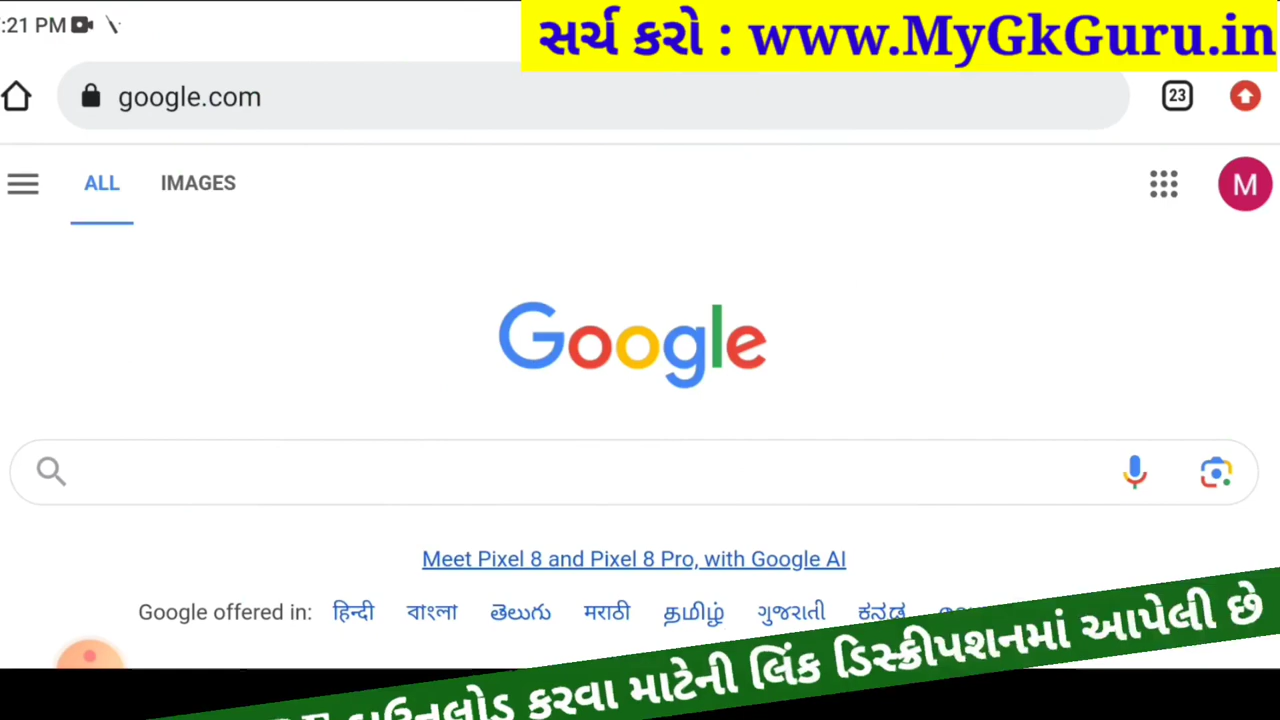 :21 PM
સર્ચ કરો : www.MyGkGuru.in
google.com
23
ALL IMAGES
M
Google
Meet Pixel 8 and Pixel 8 Pro, with Google AI
Google offered in: हिन्दी বাংলা తెలుగు मराठी தமிழ் ગુજરાતી ಕನ್ನಡ
કરવા માટેની લિંક ડિસ્ક્રીપશનમાં આપેલી છે